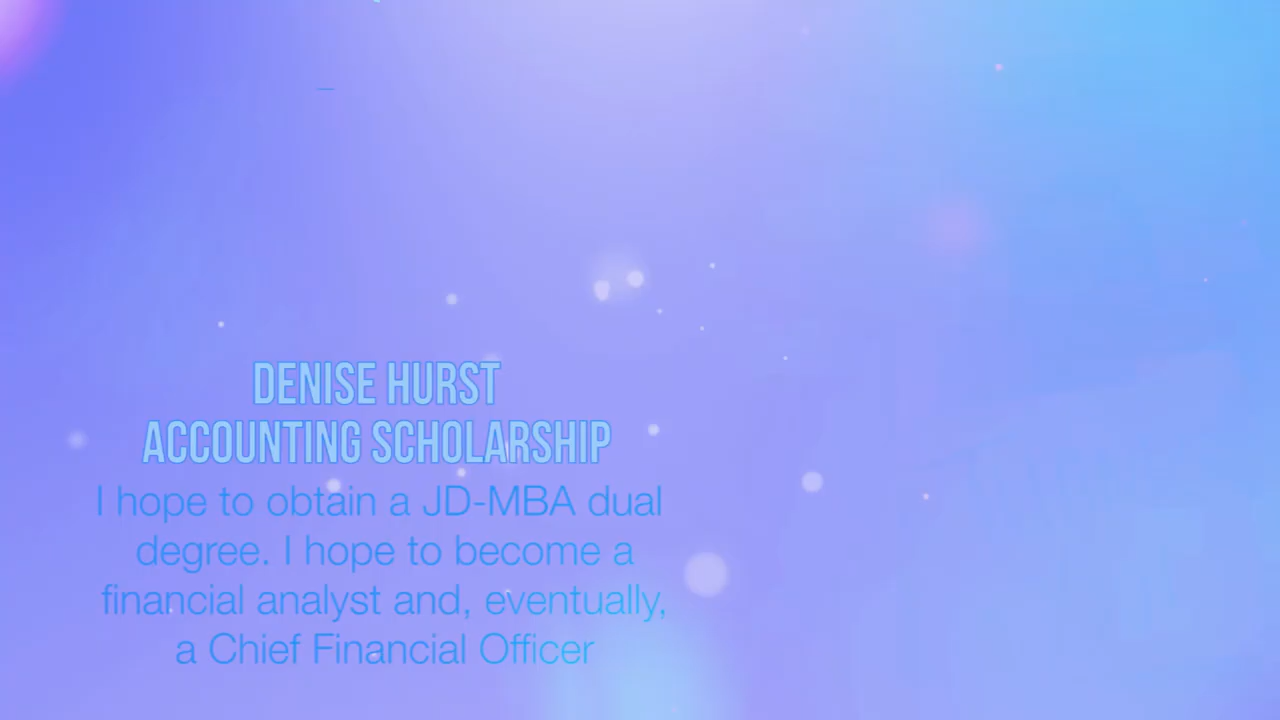 DENISE HURST
ACCOUNTING SCHOLARSHIP
I hope to obtain a JD-MBA dual
degree. I hope to become a
financial analyst and, eventually,
a Chief Financial Officer